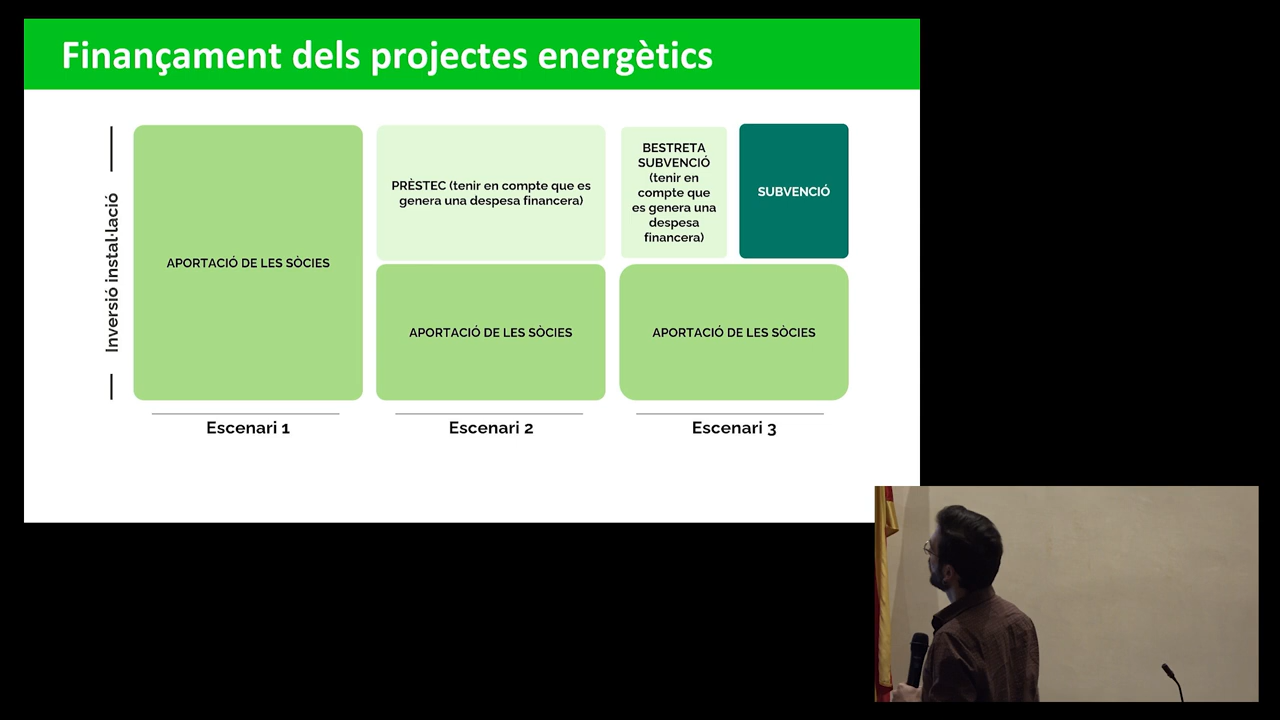 Finançament dels projectes energètics
Inversió instal·lació
APORTACIÓ DE LES SÒCIES
PRÈSTEC (tenir en compte que es
genera una despesa financera)
APORTACIÓ DE LES SÒCIES
BESTRETA
SUBVENCIÓ
(tenir en
compte que
es genera una
despesa
financera)
SUBVENCIÓ
APORTACIÓ DE LES SÒCIES
Escenari 1
Escenari 2
Escenari 3